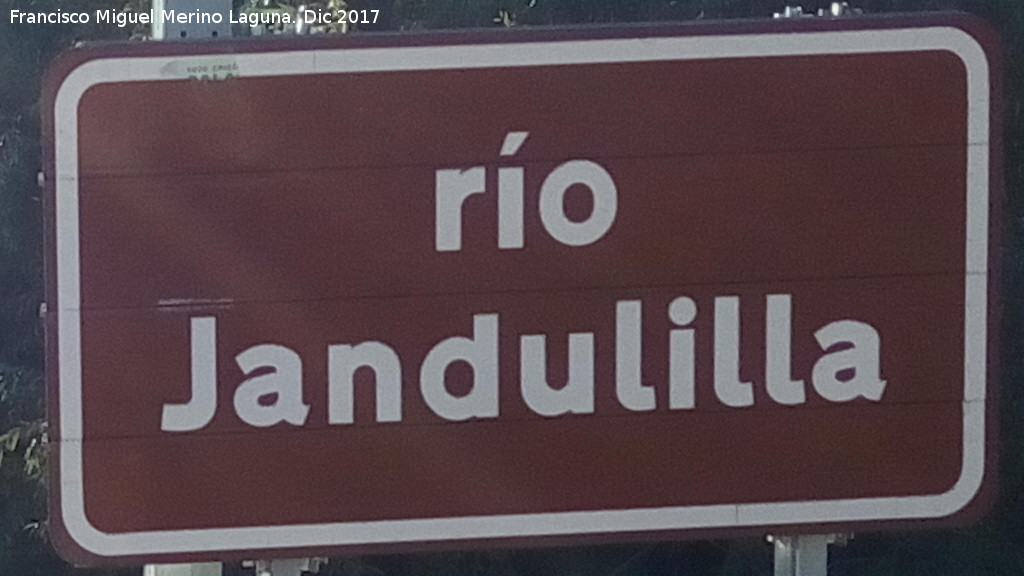 Francisco Miguel Merino Laguna. Dic 2017
río
Jandulilla